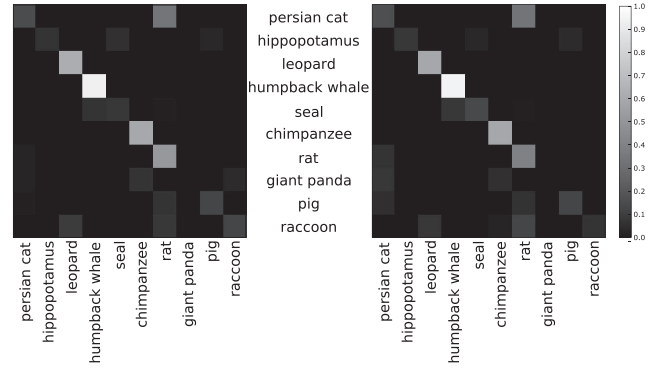 persian cat
hippopotamus
leopard
humpback whale
seal
chimpanzee
rat
giant panda
pig
raccoon
1.0
0.9
0.8
0.7
0.6
0.5
0.4
0.3
0.2
0.1
0.0
persian cat
hippopotamus
leopard
humpback whale
seal
chimpanzee
rat
giant panda
pig
raccoon
persian cat
hippopotamus
leopard
humpback whale
seal
chimpanzee
rat
giant panda
pig
raccoon